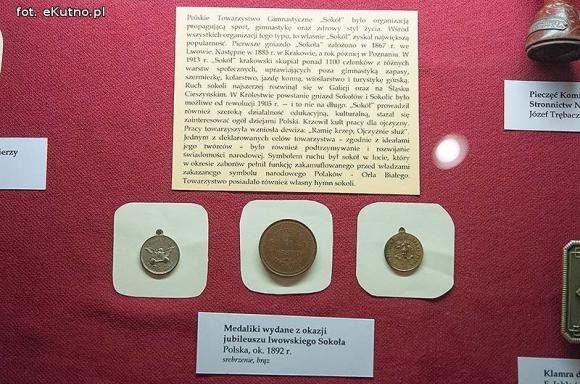 fot. eKutno.pl
Polskie Towarzystwo Gimnastyczne „Sokół” było organizacją
propagującą sport, gimnastykę oraz zdrowy styl życia. Wśród
wszystkich organizacji tego typu, to właśnie „Sokół” zyskał największą
popularność. Pierwsze gniazdo „Sokoła” założono w 1867 r. we
Lwowie. Następne w 1885 r. w Krakowie, a rok później w Poznaniu. W
1913 r. „Sokół” krakowski skupiał ponad 1100 członków z różnych
warstw społecznych, uprawiających poza gimnastyką zapasy,
szermierkę, kolarstwo, jazdę konną, wioślarstwo i turystykę górską.
Ruch sokoli najszerzej rozwinął się w Galicji oraz na Śląsku
Cieszyńskim. W Królestwie powstanie gniazd Sokołów i Sokolic było
możliwe od rewolucji 1905 r. — i to nie na długo. „Sokół” prowadził
również szeroką działalność edukacyjną, kulturalną, starał się
zainteresować ogół dziejami Polski. Krzewił kult pracy dla ojczyzny.
Pracy towarzyszyła wzniosła dewiza: „Ramię krzep, Ojczyźnie służ”.
Jednym z deklarowanych celów towarzystwa – zgodnie z ideałami
jego twórców – było podtrzymywanie i rozwijanie
świadomości narodowej. Symbolem ruchu był sokół w locie, który
w okresie zaborów pełnił funkcję zakamuflowanego przed władzami
zakazanego symbolu narodowego Polaków - Orła Białego.
Towarzystwo posiadało również własny hymn sokoli.
ierzy
Pieczęć Komi
Stronnictw N
Józef Trębacz
Medaliki wydane z okazji
jubileuszu lwowskiego Sokoła
Polska, ok. 1892 r.
srebrzenie, brąz
Klamra d